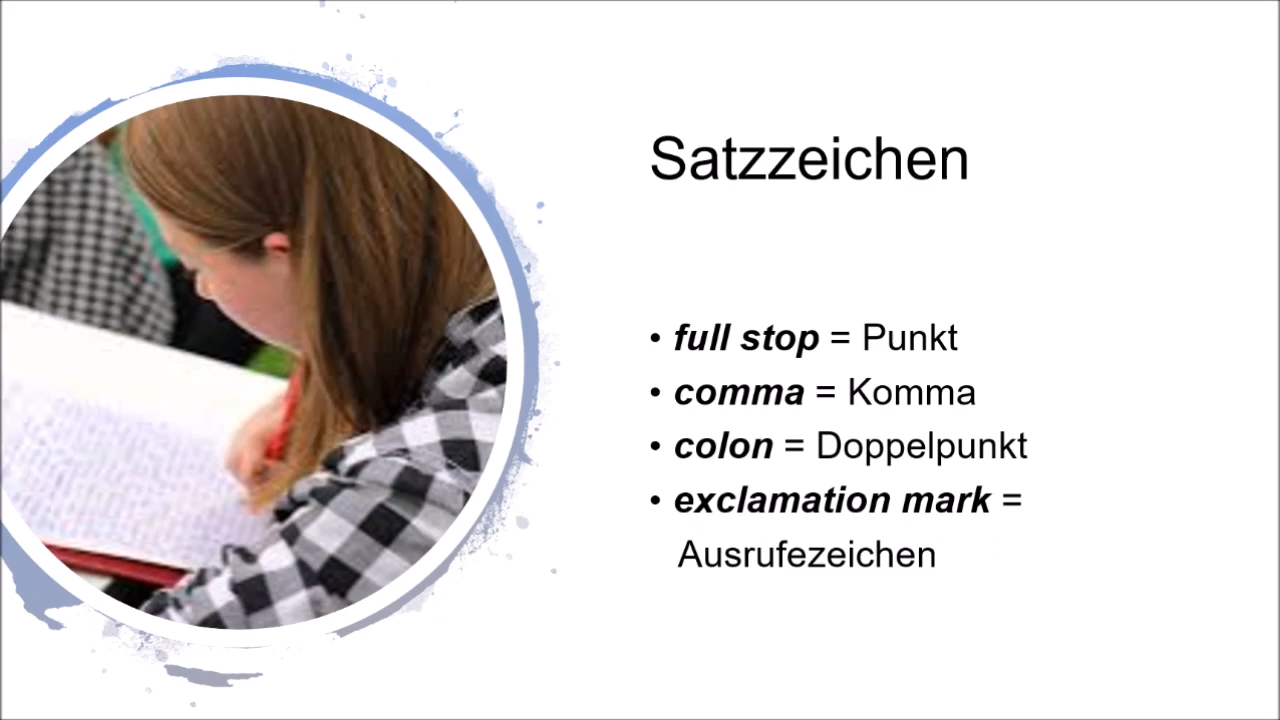 Satzzeichen
• full stop = Punkt
• comma = Komma
• colon = Doppelpunkt
• exclamation mark =
Ausrufezeichen